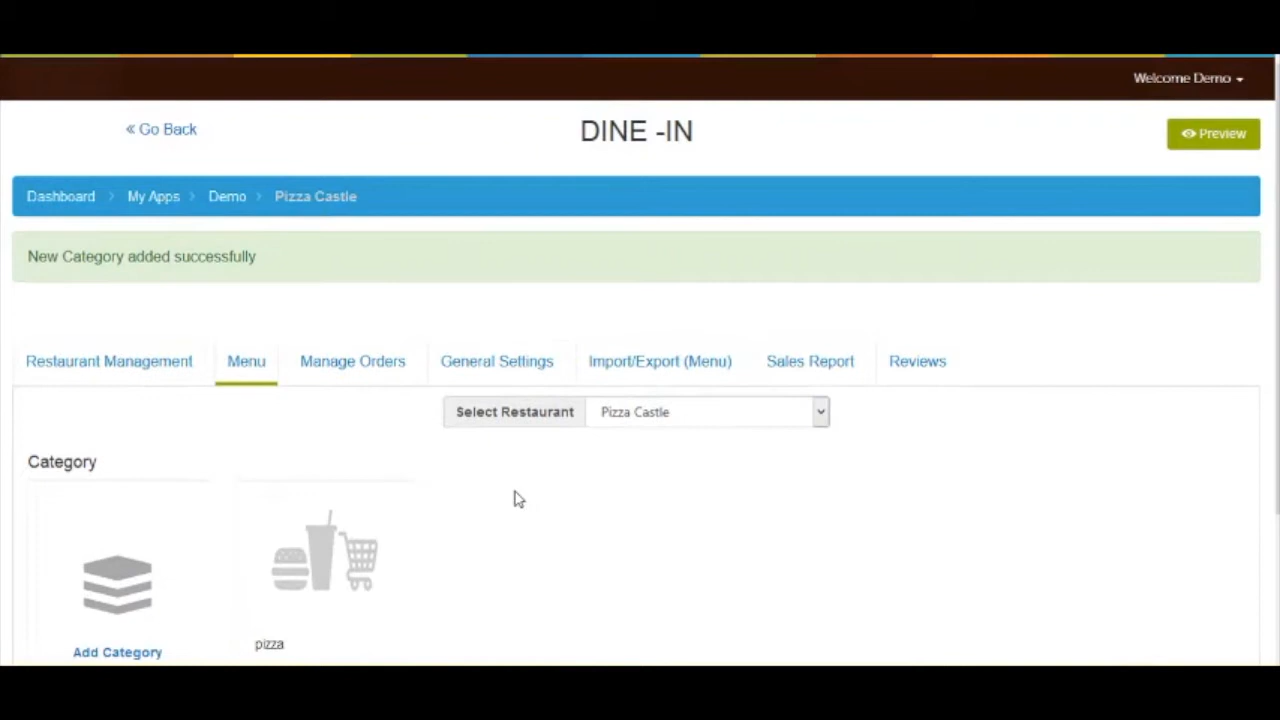 Welcome Demo
« Go Back
DINE -IN
Preview
Dashboard > My Apps > Demo > Pizza Castle
New Category added successfully
Restaurant Management Menu Manage Orders General Settings Import/Export (Menu) Sales Report Reviews
Select Restaurant Pizza Castle
Category
pizza
Add Category